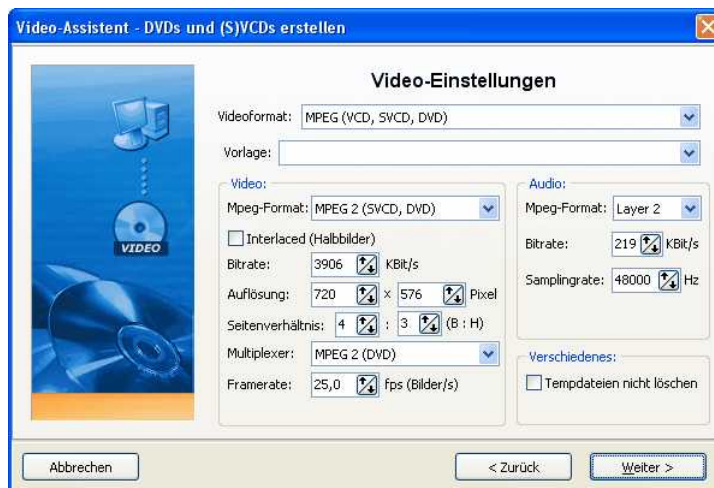 Video-Assistent - DVDs und (S)VCDs erstellen
Video-Einstellungen
Videoformat: MPEG (VCD, SVCD, DVD)
Vorlage:
Video:
Mpeg-Format: MPEG 2 (SVCD, DVD)
Interlaced (Halbbilder)
Bitrate: 3906 KBit/s
Auflösung: 720 x 576 Pixel
Seitenverhältnis: 4 : 3 (B : H)
Multiplexer: MPEG 2 (DVD)
Framerate: 25,0 fps (Bilder/s)
Audio:
Mpeg-Format: Layer 2
Bitrate: 219 KBit/s
Samplingrate: 48000 Hz
Verschiedenes:
Tempdateien nicht löschen
VIDEO
Abbrechen
< Zurück
Weiter >